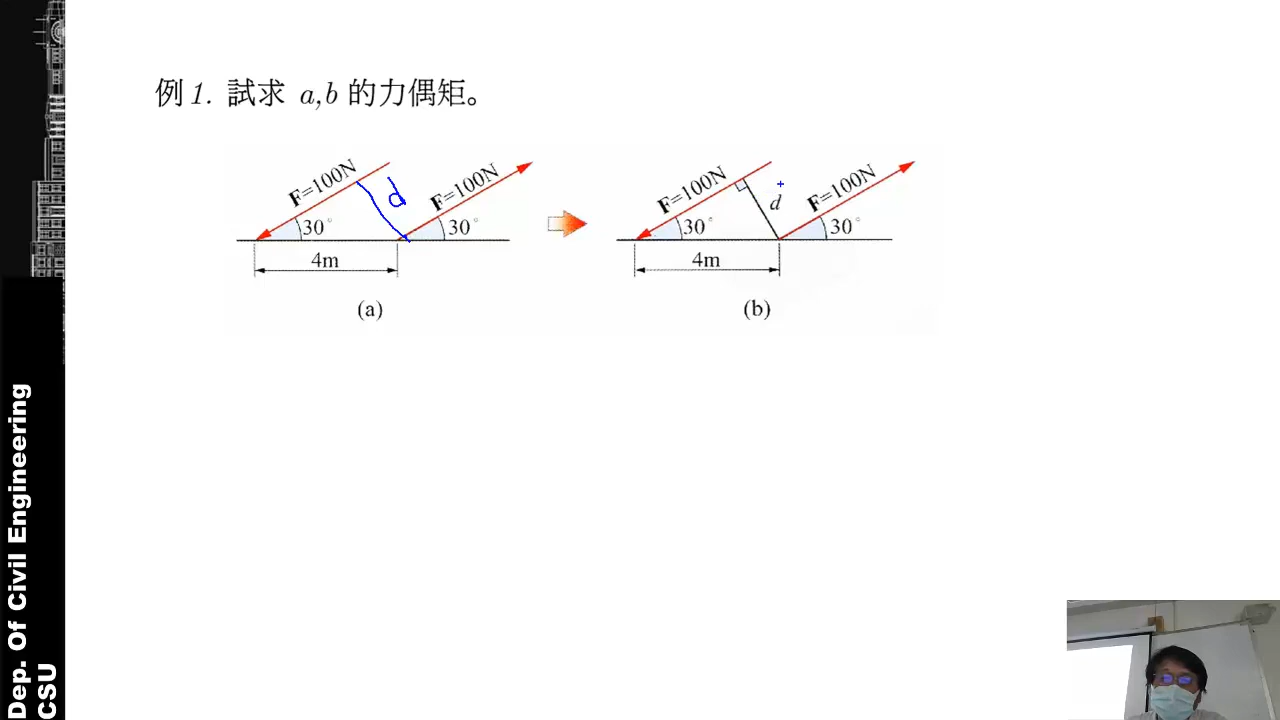 例1. 試求 a,b 的力偶矩。
F=100N
30°
d
F=100N
30°
4m
(a)
F=100N
30°
d
F=100N
30°
4m
(b)
Dep. Of Civil Engineering
CSU